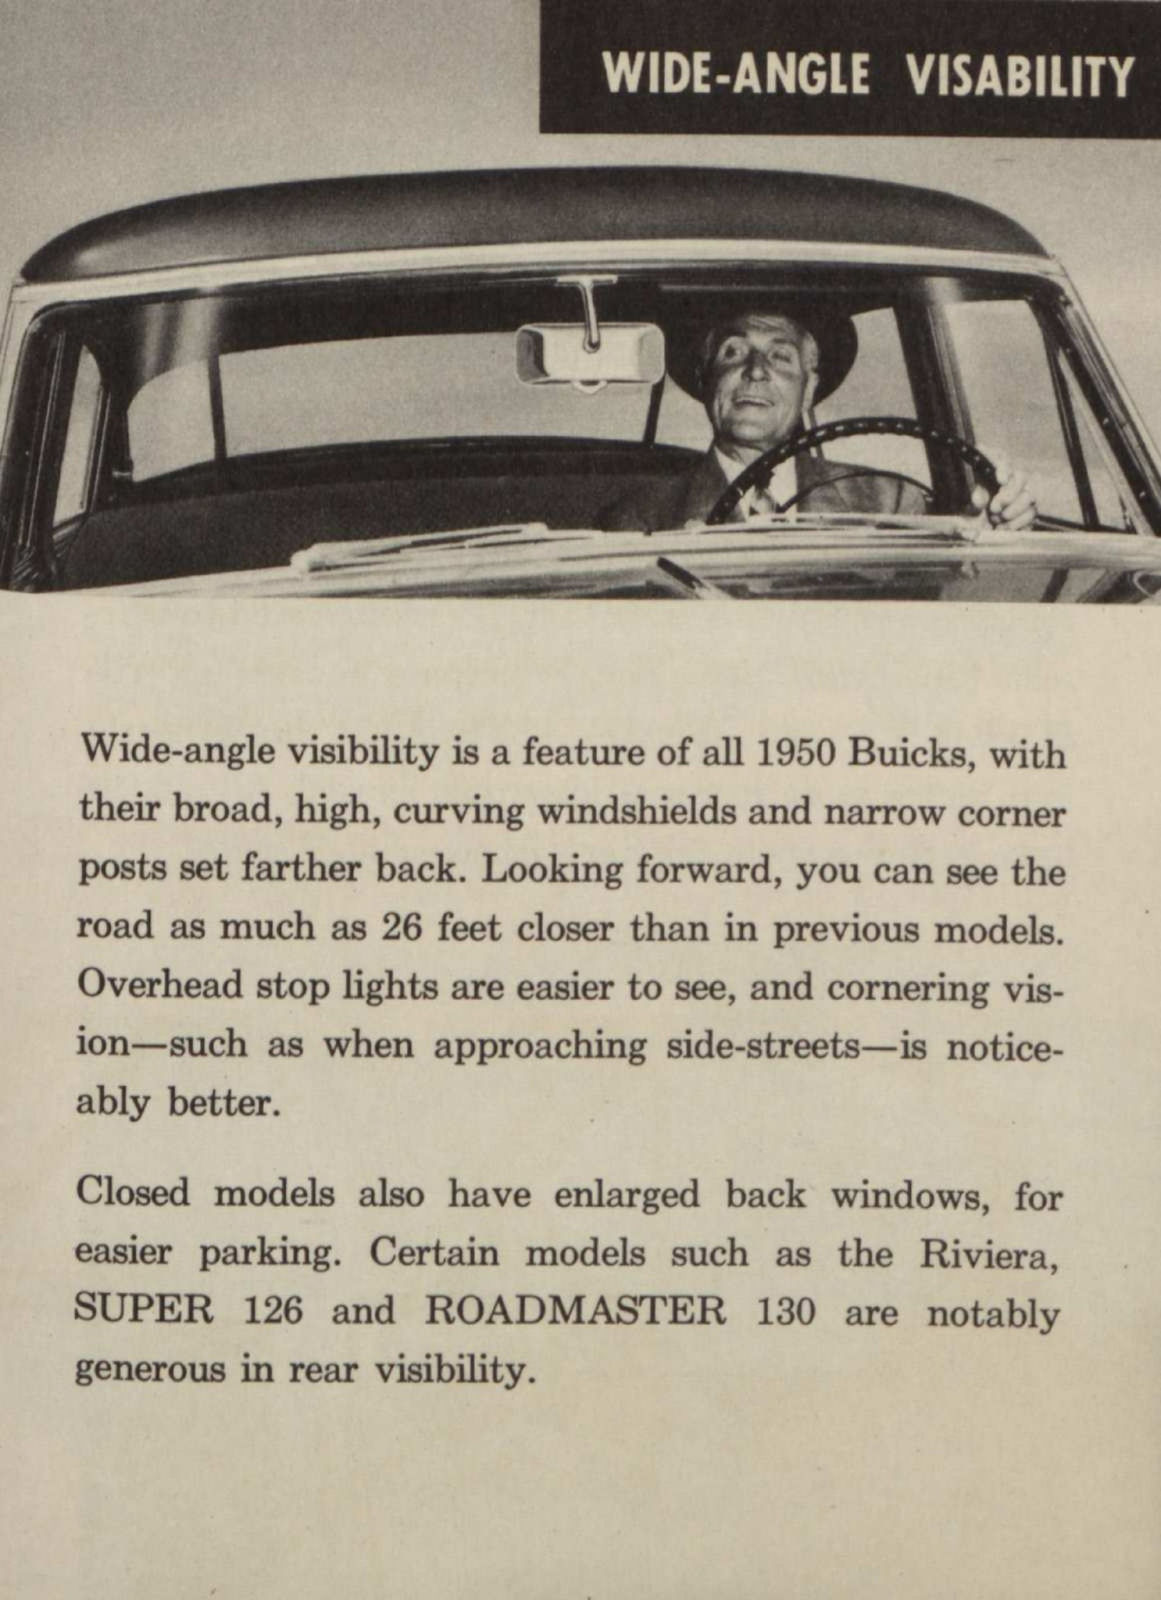 WIDE-ANGLE VISABILITY
Wide-angle visibility is a feature of all 1950 Buicks, with
their broad, high, curving windshields and narrow corner
posts set farther back. Looking forward, you can see the
road as much as 26 feet closer than in previous models.
Overhead stop lights are easier to see, and cornering vis-
ion—such as when approaching side-streets—is notice-
ably better.
Closed models also have enlarged back windows, for
easier parking. Certain models such as the Riviera,
SUPER 126 and ROADMASTER 130 are notably
generous in rear visibility.